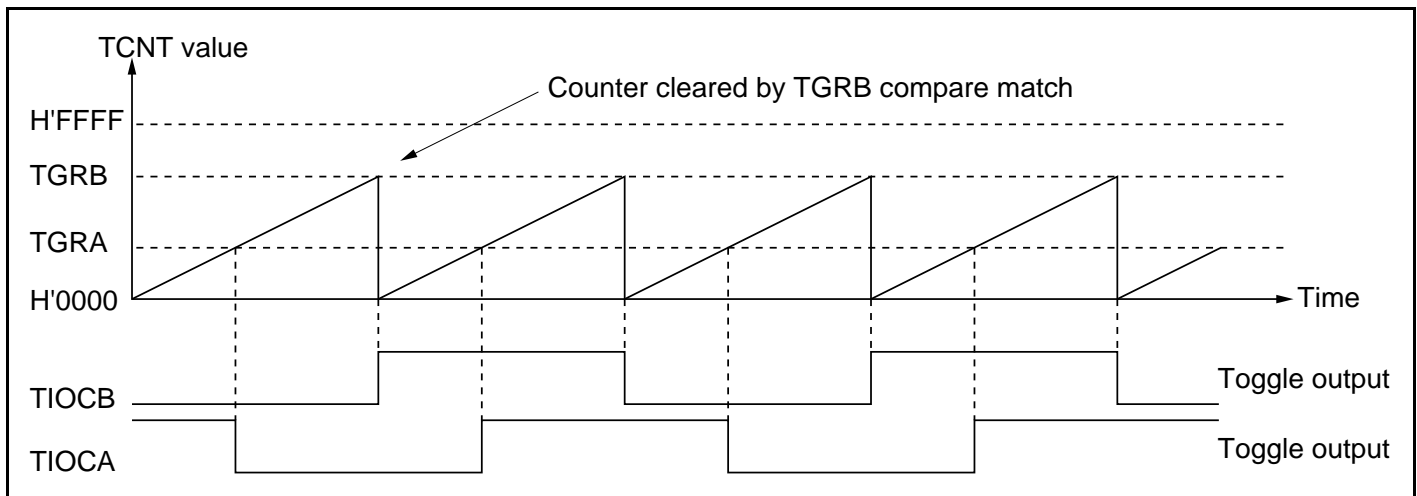 TCNT value
Counter cleared by TGRB compare match
H'FFFF
TGRB
TGRA
H'0000
Time
TIOCB
Toggle output
TIOCA
Toggle output